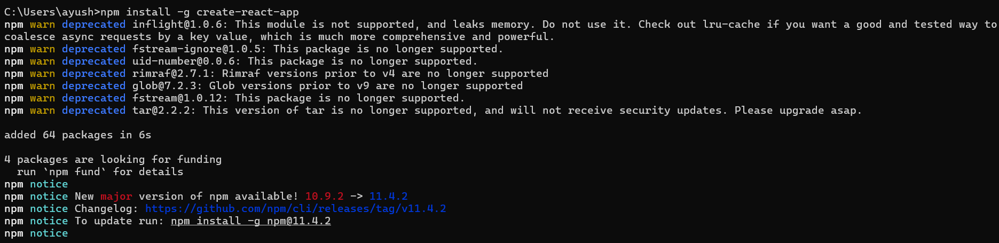 C:\Users\ayush>npm install -g create-react-app
npm warn deprecated inflight@1.0.6: This module is not supported, and leaks memory. Do not use it. Check out lru-cache if you want a good and tested way to
coalesce async requests by a key value, which is much more comprehensive and powerful.
npm warn deprecated fstream-ignore@1.0.5: This package is no longer supported.
npm warn deprecated uid-number@0.0.6: This package is no longer supported.
npm warn deprecated rimraf@2.7.1: Rimraf versions prior to v4 are no longer supported
npm warn deprecated glob@7.2.3: Glob versions prior to v9 are no longer supported
npm warn deprecated fstream@1.0.12: This package is no longer supported.
npm warn deprecated tar@2.2.2: This version of tar is no longer supported, and will not receive security updates. Please upgrade asap.
added 64 packages in 6s
4 packages are looking for funding
  run `npm fund` for details
npm notice
npm notice New major version of npm available! 10.9.2 -> 11.4.2
npm notice Changelog: https://github.com/npm/cli/releases/tag/v11.4.2
npm notice To update run: npm install -g npm@11.4.2
npm notice